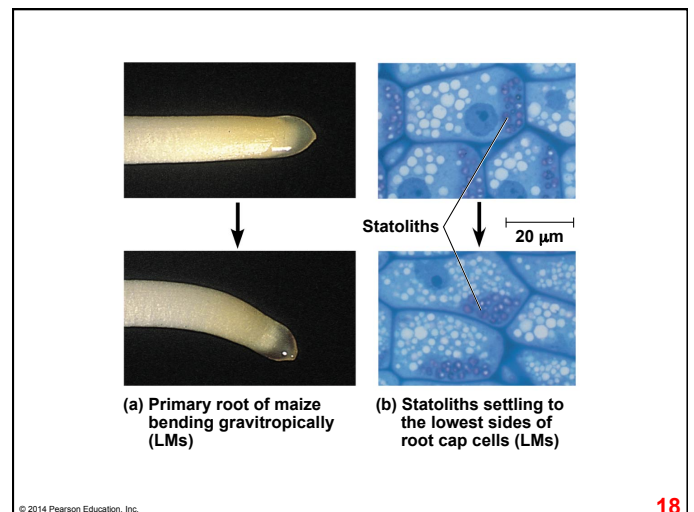 Statoliths
20 μm
(a) Primary root of maize
bending gravitropically
(LMs)
(b) Statoliths settling to
the lowest sides of
root cap cells (LMs)
© 2014 Pearson Education, Inc.
18